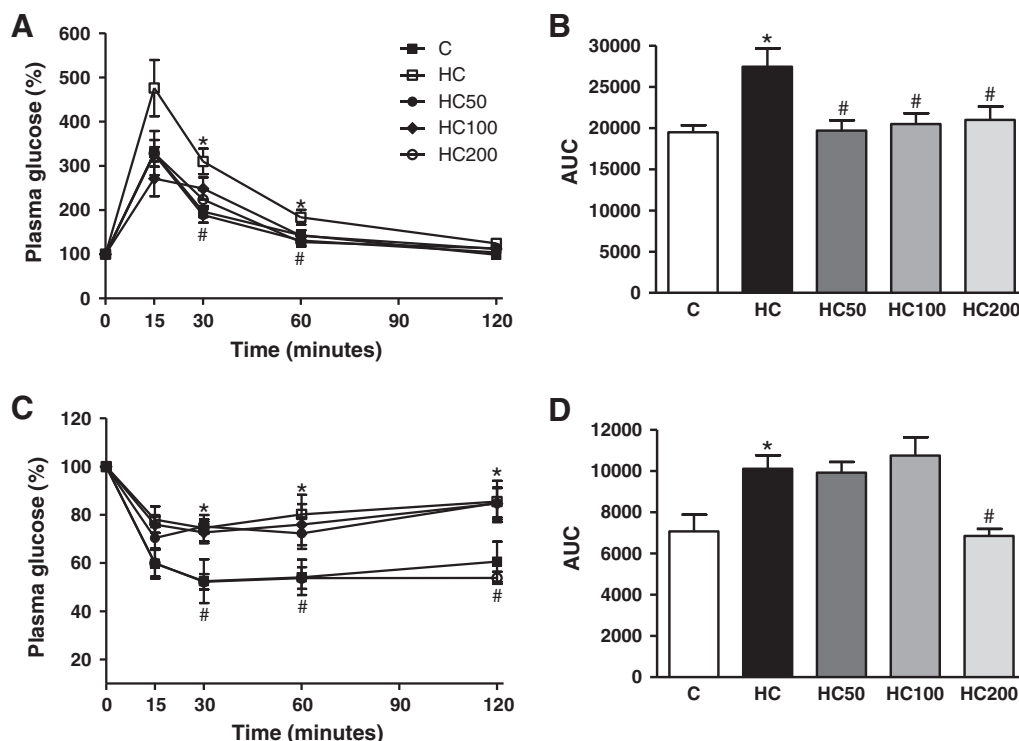 A
Plasma glucose (%)
600
500
400
300
200
100
0
C
HC
HC50
HC100
HC200
*
*
#
#
0 15 30 60 90 120
Time (minutes)
B
AUC
30000
25000
20000
15000
10000
5000
0
*
#
#
#
C HC HC50 HC100 HC200
C
Plasma glucose (%)
120
100
80
60
40
20
*
*
*
#
#
#
0 15 30 60 90 120
Time (minutes)
D
AUC
12000
10000
8000
6000
4000
2000
0
*
#
C HC HC50 HC100 HC200